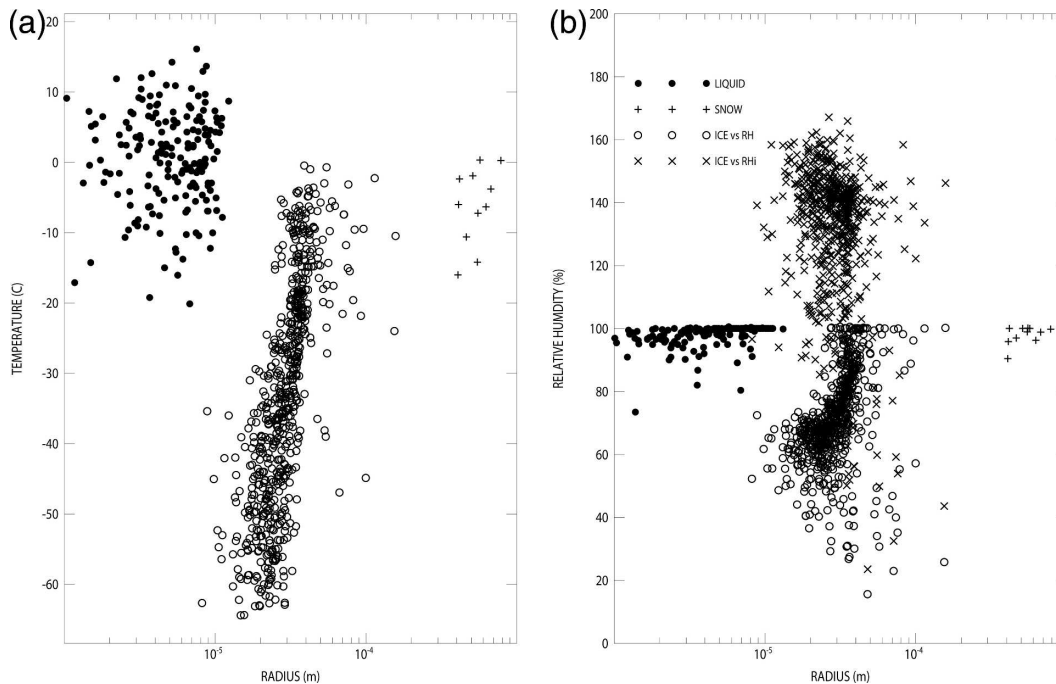 (a)
TEMPERATURE (C)
20
10
0
-10
-20
-30
-40
-50
-60
10-5
10-4
RADIUS (m)
(b)
RELATIVE HUMIDITY (%)
200
180
160
140
120
100
80
60
40
20
0
LIQUID
SNOW
ICE vs RH
ICE vs RHi
10-5
10-4
RADIUS (m)